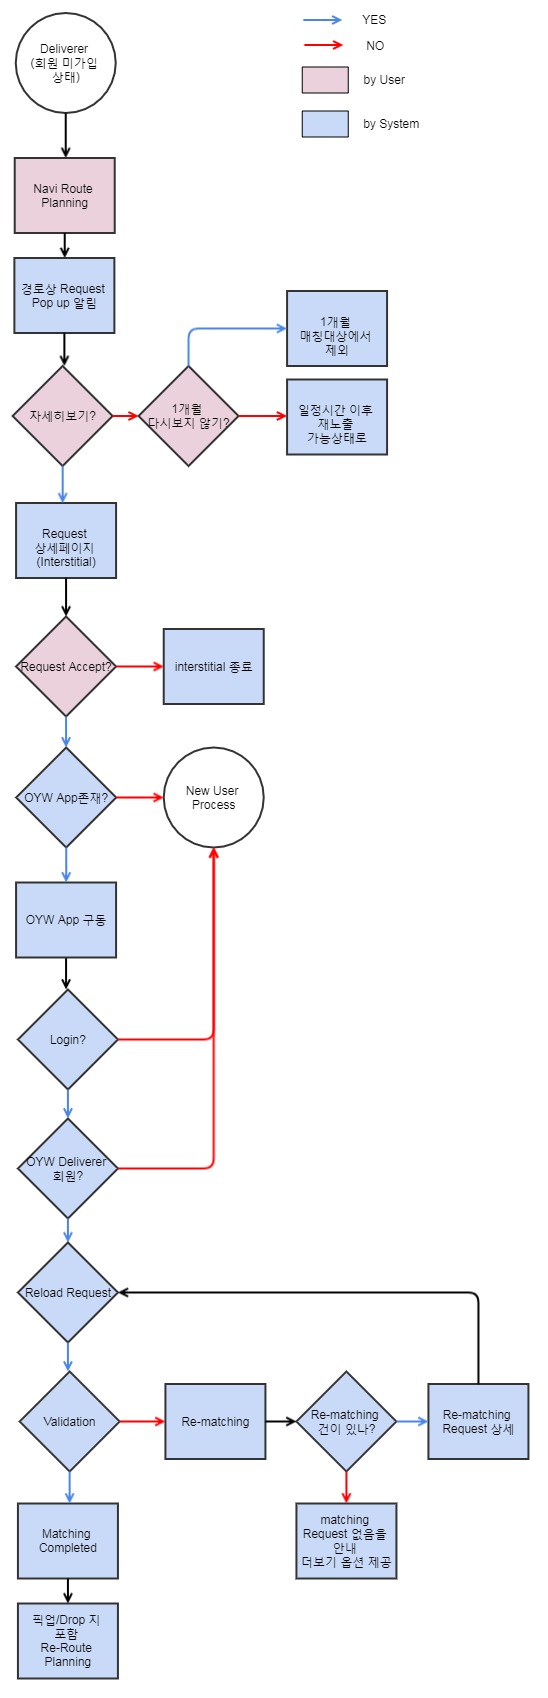 YES
NO
by User
by System
Deliverer
(회원 미가입
상태)
Navi Route
Planning
경로상 Request
Pop up 알림
자세히보기?
1개월
다시보지 않기?
1개월
매칭대상에서
제외
일정시간 이후
재노출
가능상태로
Request
상세페이지
(Interstitial)
Request Accept?
interstitial 종료
OYW App존재?
New User
Process
OYW App 구동
Login?
OYW Deliverer
회원?
Reload Request
Validation
Re-matching
Re-matching
건이 있나?
Re-matching
Request 상세
Matching
Completed
matching
Request 없음을
안내
더보기 옵션 제공
픽업/Drop 지
포함
Re-Route
Planning